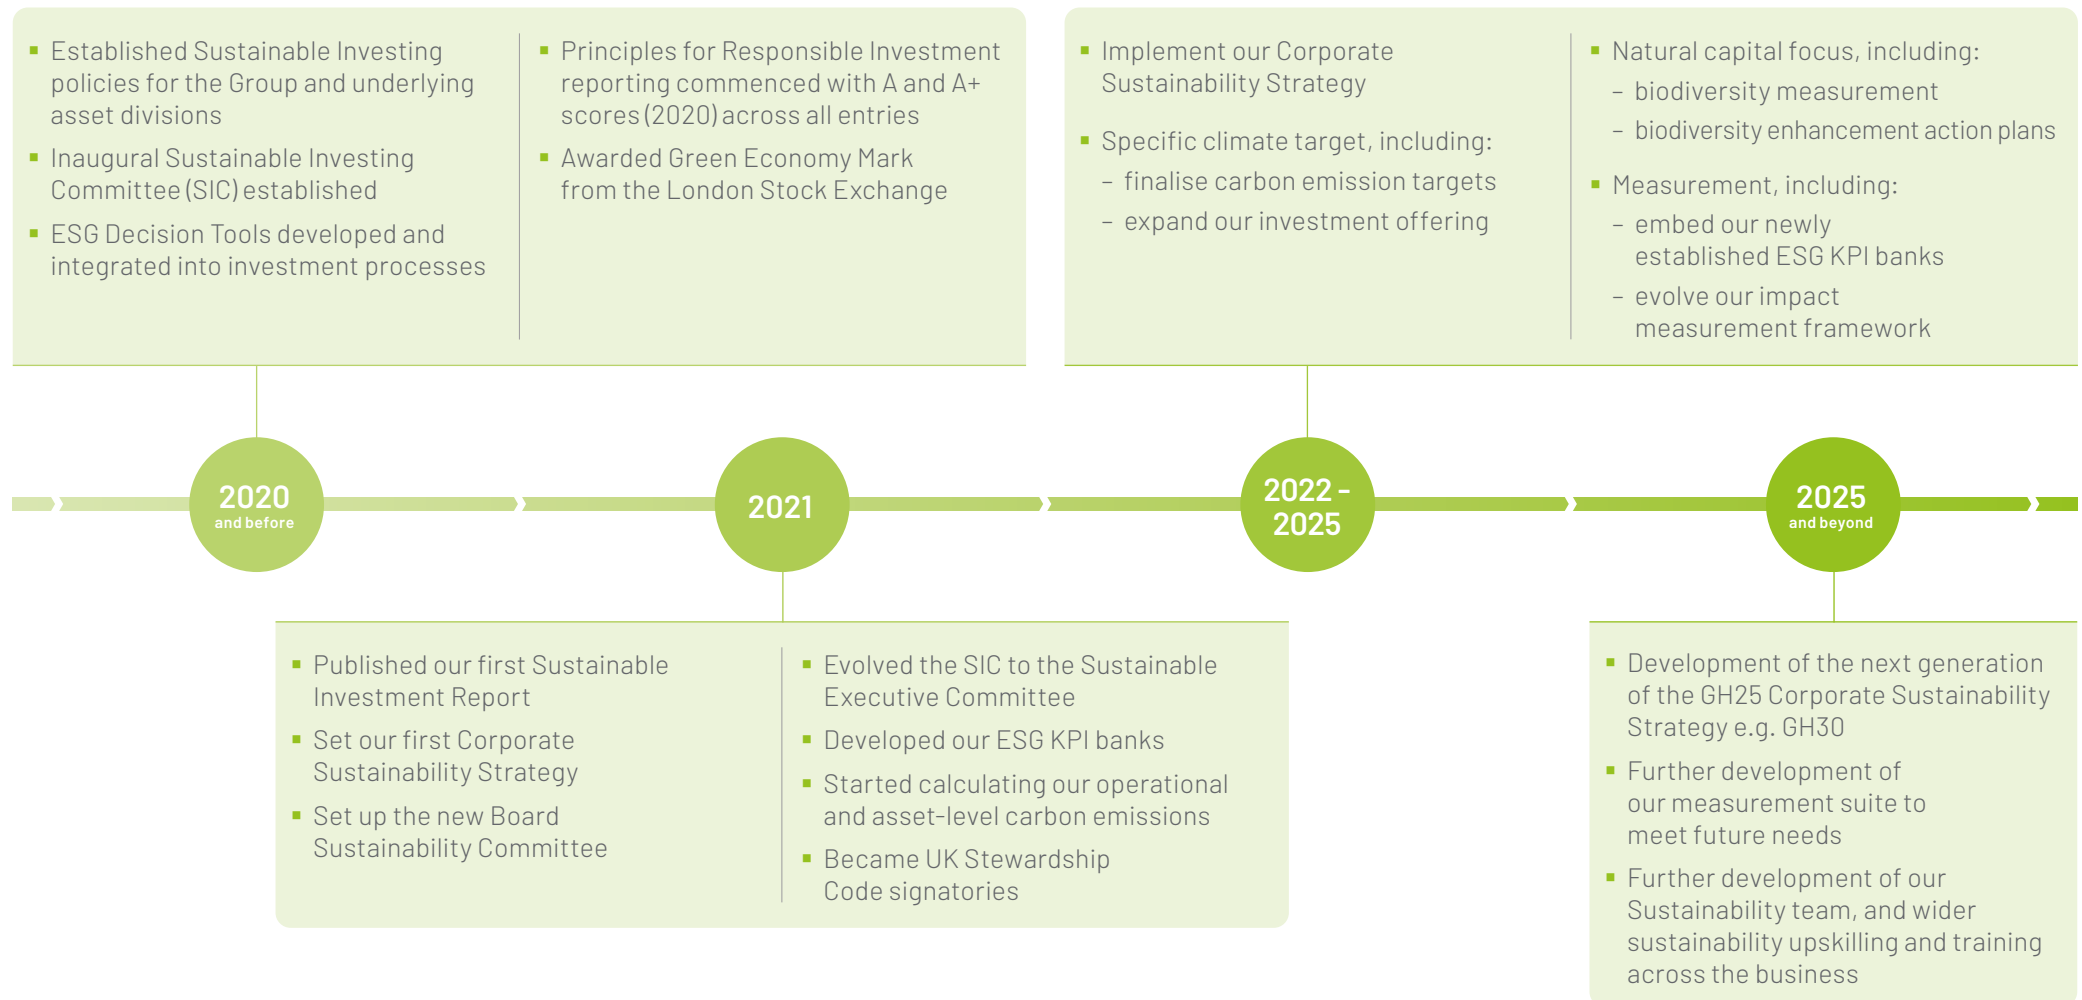 Established Sustainable Investing
policies for the Group and underlying
asset divisions
Inaugural Sustainable Investing
Committee (SIC) established
ESG Decision Tools developed and
integrated into investment processes
Principles for Responsible Investment
reporting commenced with A and A+
scores (2020) across all entries
Awarded Green Economy Mark
from the London Stock Exchange
Implement our Corporate
Sustainability Strategy
Specific climate target, including:
– finalise carbon emission targets
– expand our investment offering
Natural capital focus, including:
– biodiversity measurement
– biodiversity enhancement action plans
Measurement, including:
– embed our newly
established ESG KPI banks
– evolve our impact
measurement framework
2020
and before
2021
2022 -
2025
2025
and beyond
Published our first Sustainable
Investment Report
Set our first Corporate
Sustainability Strategy
Set up the new Board
Sustainability Committee
Evolved the SIC to the Sustainable
Executive Committee
Developed our ESG KPI banks
Started calculating our operational
and asset-level carbon emissions
Became UK Stewardship
Code signatories
Development of the next generation
of the GH25 Corporate Sustainability
Strategy e.g. GH30
Further development of
our measurement suite to
meet future needs
Further development of our
Sustainability team, and wider
sustainability upskilling and training
across the business